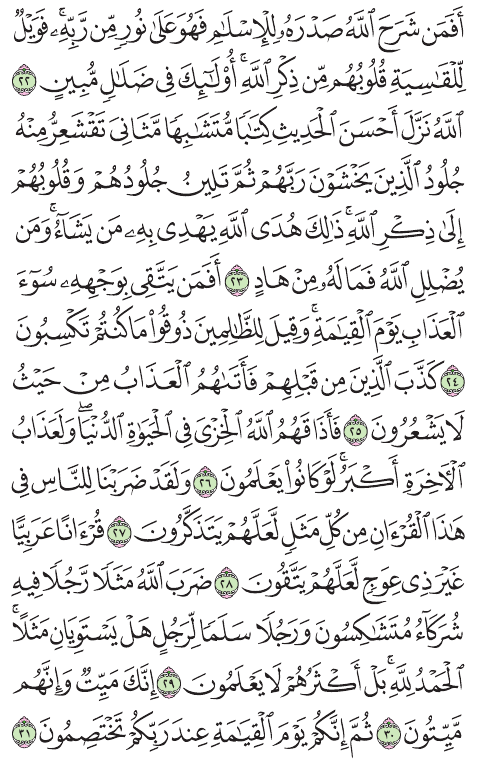 أَفَمَن شَرَحَ ٱللَّهُ صَدْرَهُۥ لِلْإِسْلَٰمِ فَهُوَ عَلَىٰ نُورٍ مِّن رَّبِّهِۦ ۚ فَوَيْلٌ
لِّلْقَٰسِيَةِ قُلُوبُهُم مِّن ذِكْرِ ٱللَّهِ ۚ أُو۟لَٰٓئِكَ فِى ضَلَٰلٍ مُّبِينٍ ٢٢
ٱللَّهُ نَزَّلَ أَحْسَنَ ٱلْحَدِيثِ كِتَٰبًا مُّتَشَٰبِهًا مَّثَانِىَ تَقْشَعِرُّ مِنْهُ
جُلُودُ ٱلَّذِينَ يَخْشَوْنَ رَبَّهُمْ ثُمَّ تَلِينُ جُلُودُهُمْ وَقُلُوبُهُمْ
إِلَىٰ ذِكْرِ ٱللَّهِ ۚ ذَٰلِكَ هُدَى ٱللَّهِ يَهْدِى بِهِۦ مَن يَشَآءُ ۚ وَمَن
يُضْلِلِ ٱللَّهُ فَمَا لَهُۥ مِنْ هَادٍ ٢٣ أَفَمَن يَتَّقِى بِوَجْهِهِۦ سُوٓءَ
ٱلْعَذَابِ يَوْمَ ٱلْقِيَٰمَةِ ۚ وَقِيلَ لِلظَّٰلِمِينَ ذُوقُوا۟ مَا كُنتُمْ تَكْسِبُونَ
٢٤ كَذَّبَ ٱلَّذِينَ مِن قَبْلِهِمْ فَأَتَىٰهُمُ ٱلْعَذَابُ مِنْ حَيْثُ
لَا يَشْعُرُونَ ٢٥ فَأَذَاقَهُمُ ٱللَّهُ ٱلْخِزْىَ فِى ٱلْحَيَوٰةِ ٱلدُّنْيَا ۖ وَلَعَذَابُ
ٱلْءَاخِرَةِ أَكْبَرُ ۚ لَوْ كَانُوا۟ يَعْلَمُونَ ٢٦ وَلَقَدْ ضَرَبْنَا لِلنَّاسِ فِى
هَٰذَا ٱلْقُرْءَانِ مِن كُلِّ مَثَلٍ لَّعَلَّهُمْ يَتَذَكَّرُونَ ٢٧ قُرْءَانًا عَرَبِيًّا
غَيْرَ ذِى عِوَجٍ لَّعَلَّهُمْ يَتَّقُونَ ٢٨ ضَرَبَ ٱللَّهُ مَثَلًا رَّجُلًا فِيهِ
شُرَكَآءُ مُتَشَٰكِسُونَ وَرَجُلًا سَلَمًا لِّرَجُلٍ هَلْ يَسْتَوِيَانِ مَثَلًا ۚ
ٱلْحَمْدُ لِلَّهِ ۚ بَلْ أَكْثَرُهُمْ لَا يَعْلَمُونَ ٢٩ إِنَّكَ مَيِّتٌ وَإِنَّهُم
مَّيِّتُونَ ٣٠ ثُمَّ إِنَّكُمْ يَوْمَ ٱلْقِيَٰمَةِ عِندَ رَبِّكُمْ تَخْتَصِمُونَ ٣١